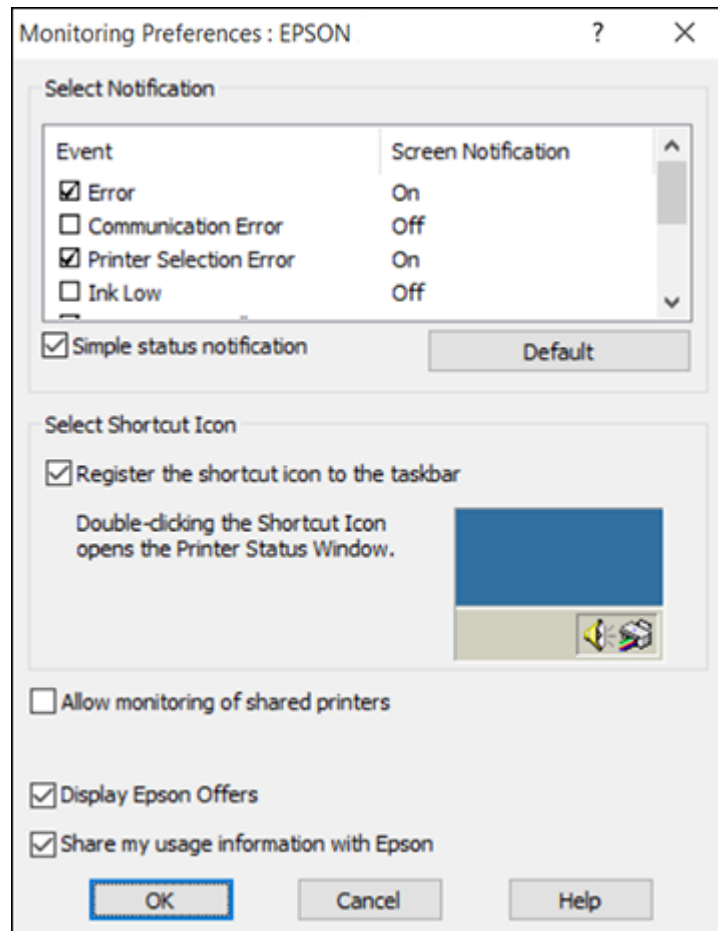 Monitoring Preferences : EPSON
Select Notification
Event Screen Notification
Error On
Communication Error Off
Printer Selection Error On
Ink Low Off
Simple status notification Default
Select Shortcut Icon
Register the shortcut icon to the taskbar
Double-clicking the Shortcut Icon
opens the Printer Status Window.
Allow monitoring of shared printers
Display Epson Offers
Share my usage information with Epson
OK Cancel Help